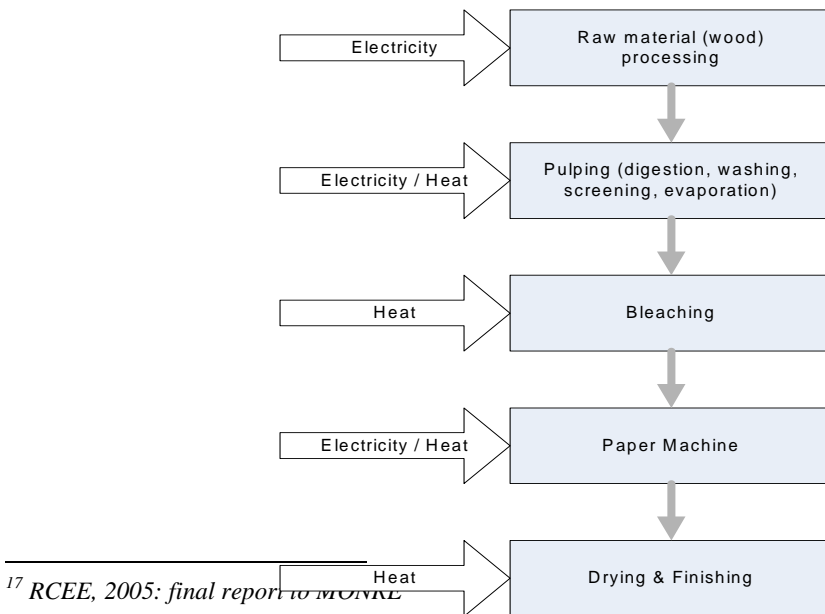 Electricity
Raw material (wood)
processing
Electricity / Heat
Pulping (digestion, washing,
screening, evaporation)
Heat
Bleaching
Electricity / Heat
Paper Machine
Heat
Drying & Finishing
17 RCEE, 2005: final report to MONRE